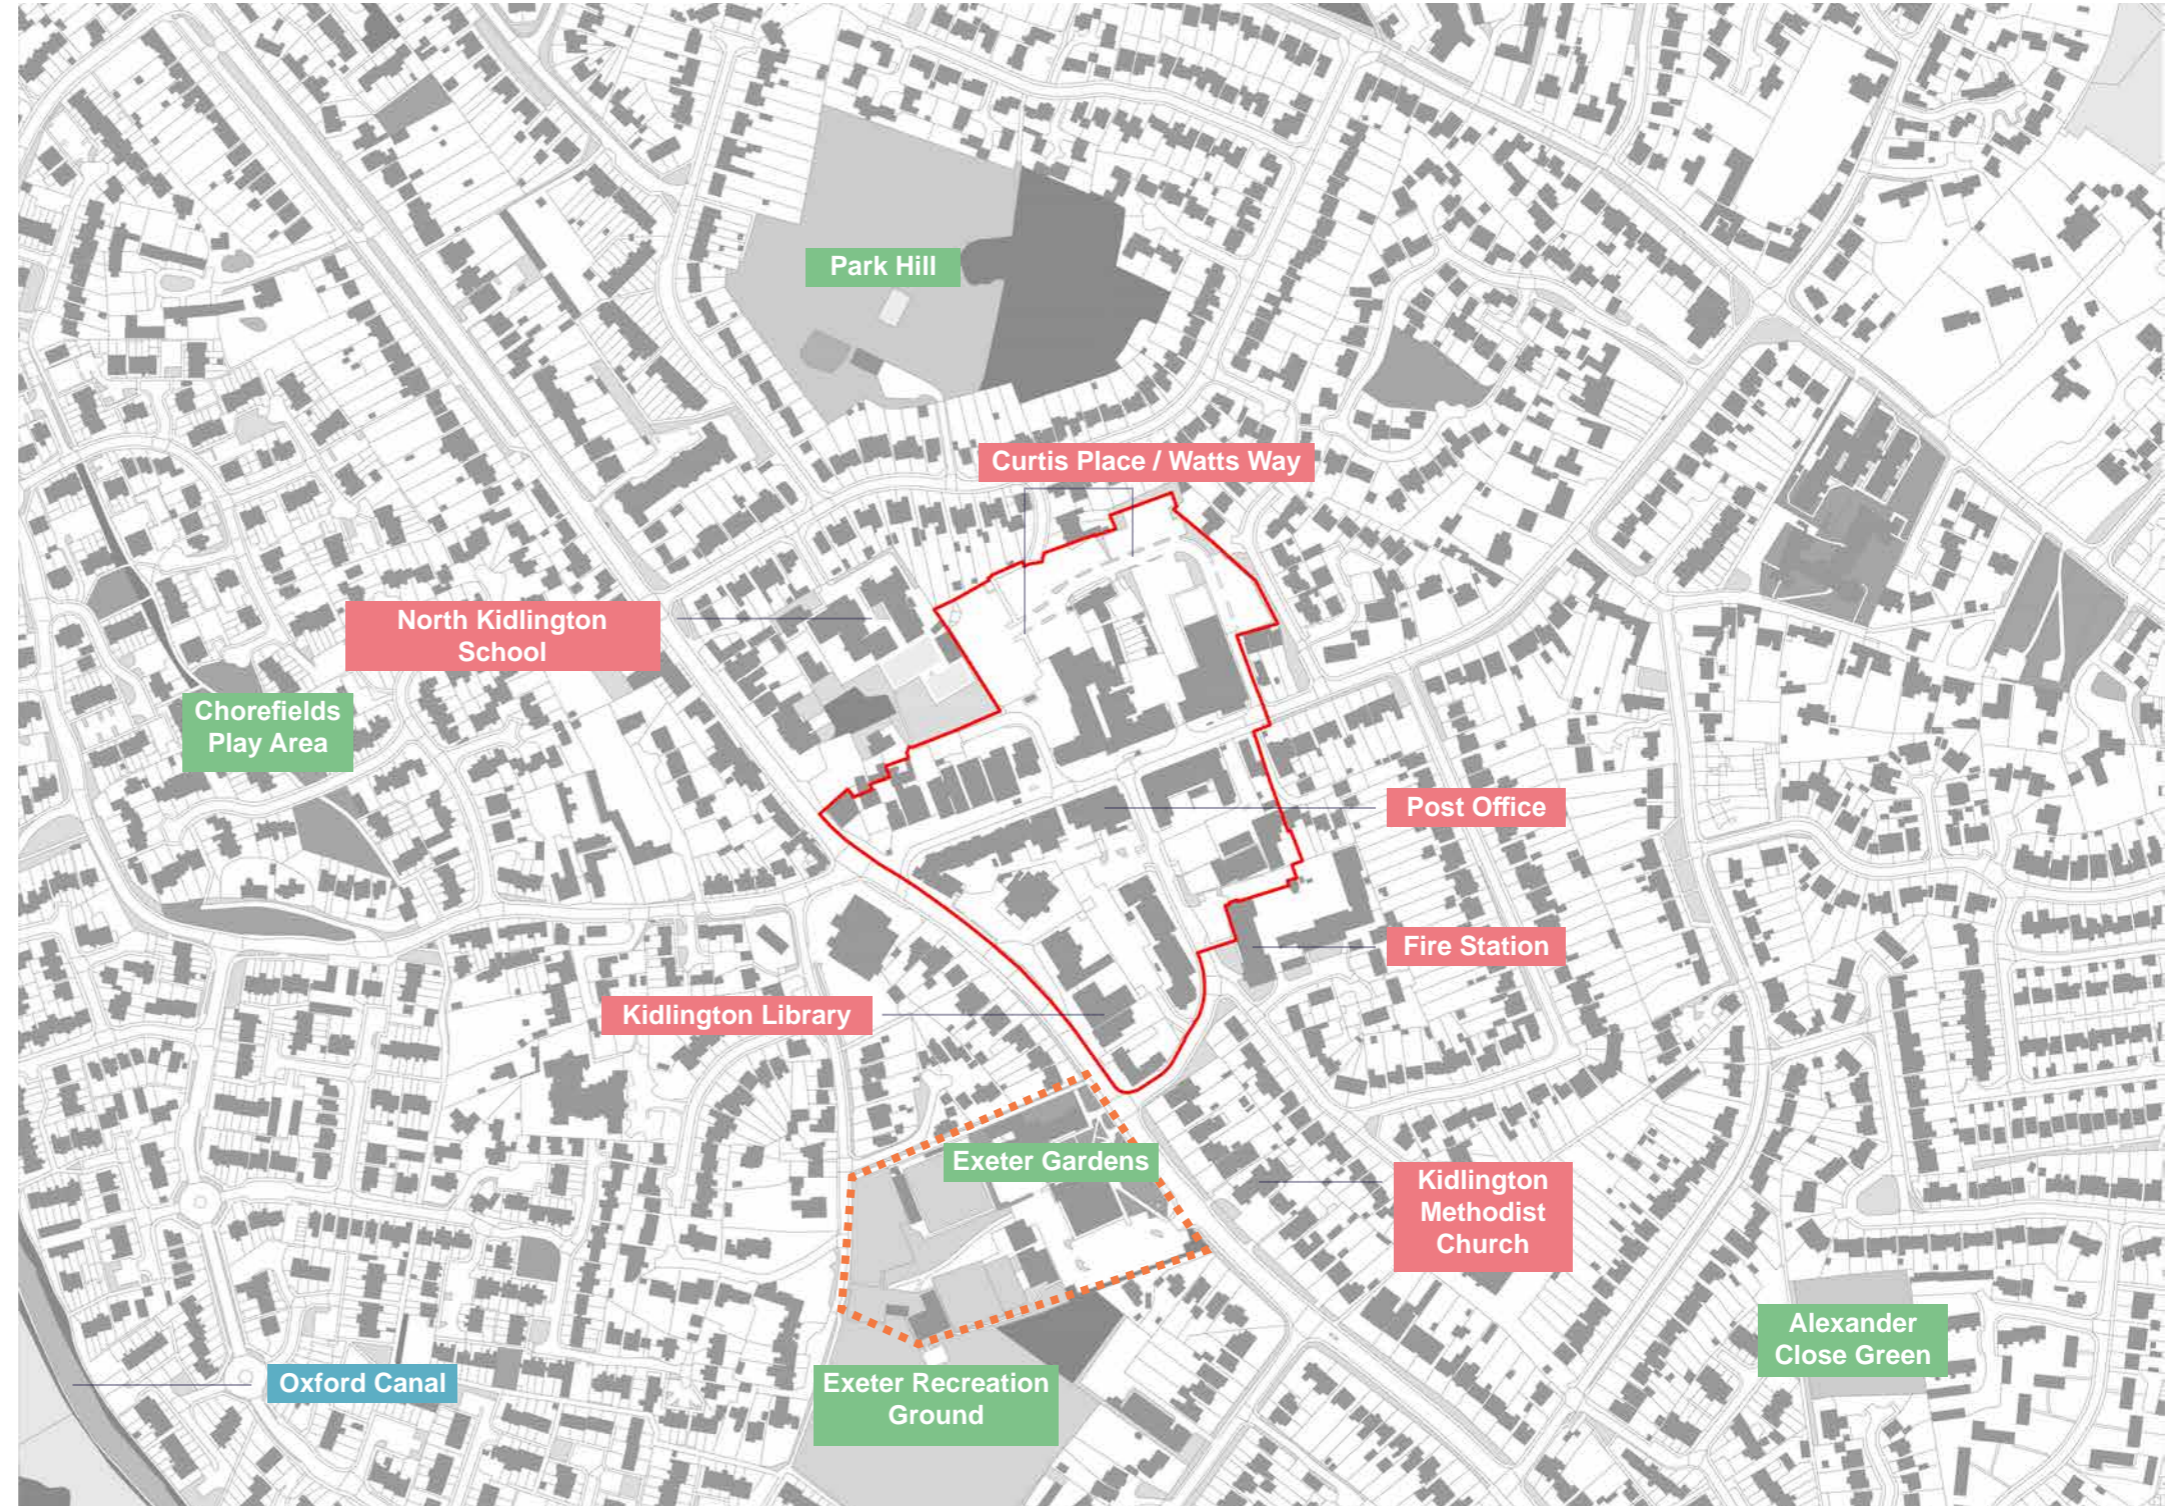 Park Hill
Curtis Place / Watts Way
North Kidlington
School
Chorefields
Play Area
Post Office
Fire Station
Kidlington Library
Exeter Gardens
Kidlington
Methodist
Church
Alexander
Close Green
Oxford Canal
Exeter Recreation
Ground